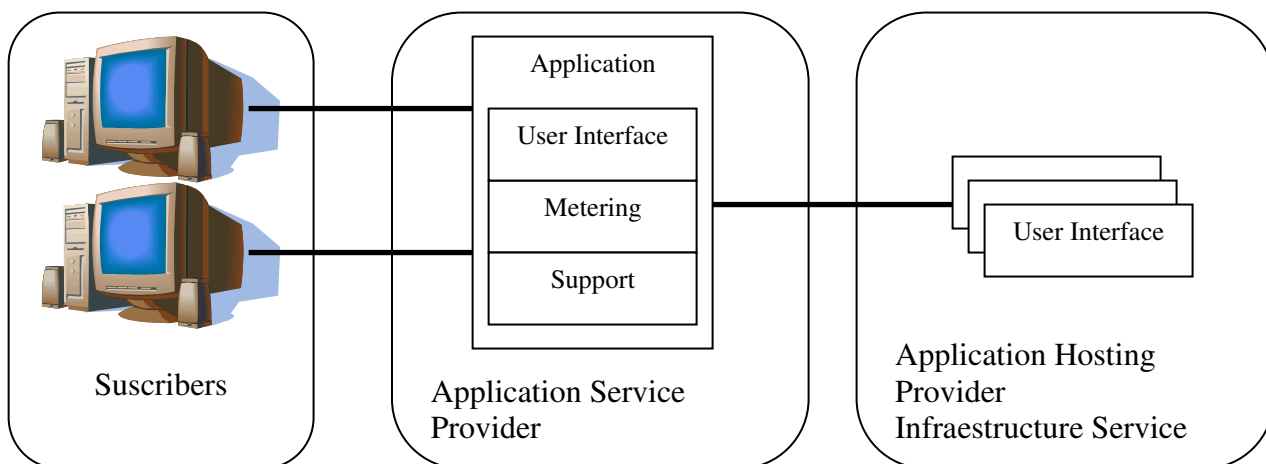 Suscribers
Application
User Interface
Metering
Support
Application Service
Provider
User Interface
Application Hosting
Provider
Infraestructure Service